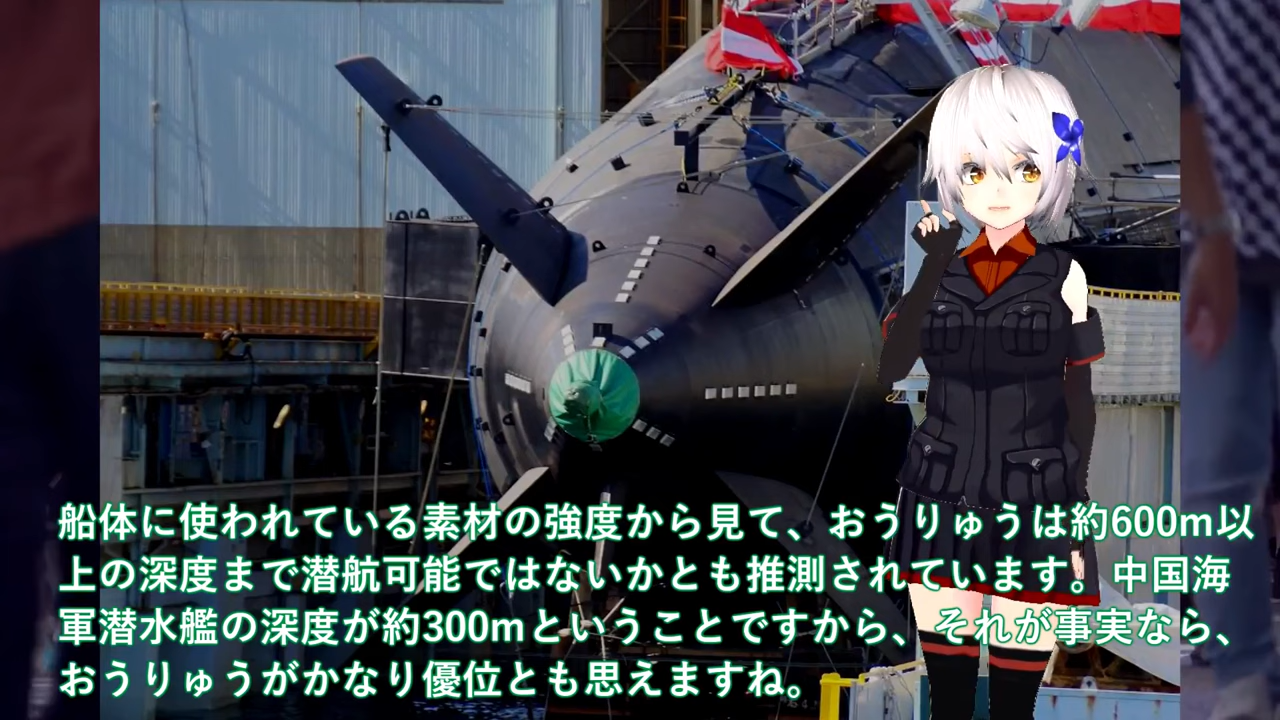 船体に使われている素材の強度から見て、おうりゅうは約600m以
上の深度まで潜航可能ではないかとも推測されています。中国海
軍潜水艦の深度が約300mということですから、それが事実なら、
おうりゅうがかなり優位とも思えますね。